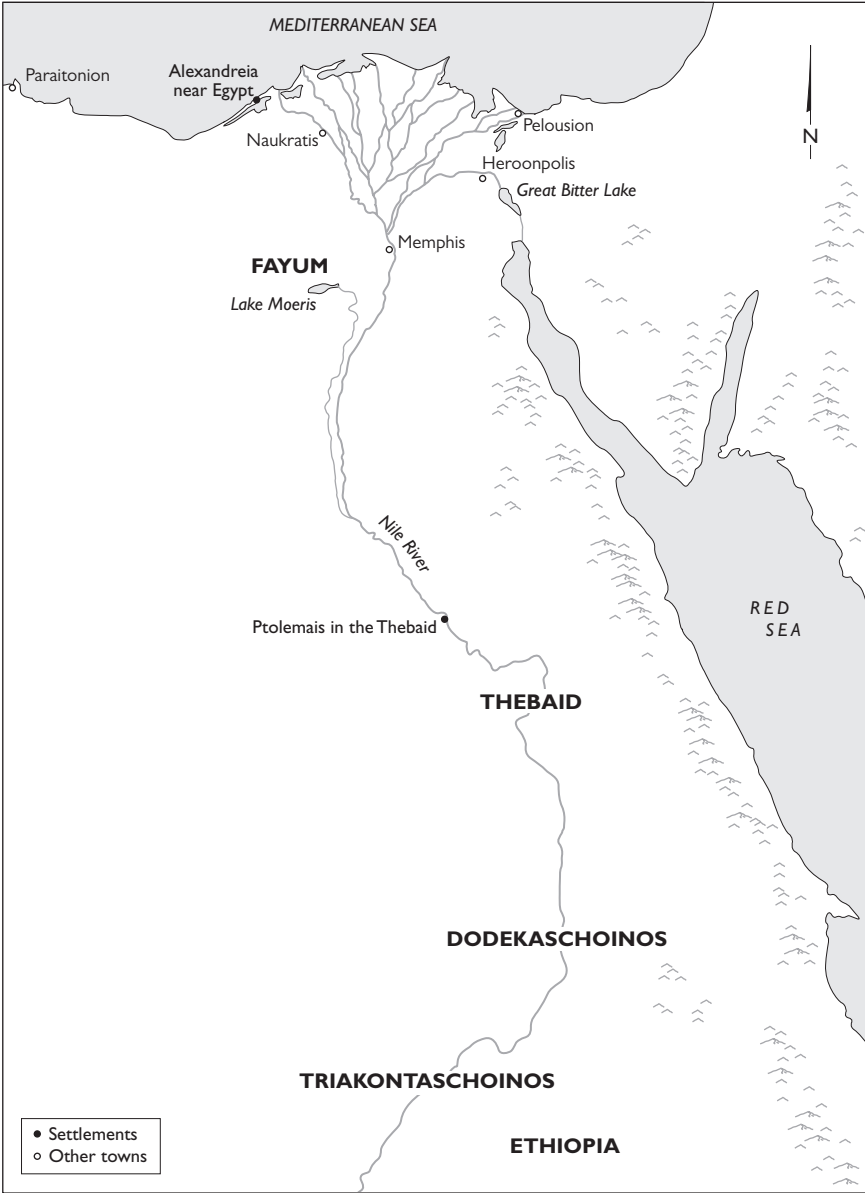 MEDITERRANEAN SEA
Paraitonion
Alexandreia
near Egypt
Naukratis
Pelousion
N
Heroonpolis
Great Bitter Lake
Memphis
FAYUM
Lake Moeris
Nile River
RED
SEA
Ptolemais in the Thebaid
THEBAID
DODEKASCHOINOS
TRIAKONTASCHOINOS
ETHIOPIA
Settlements
Other towns